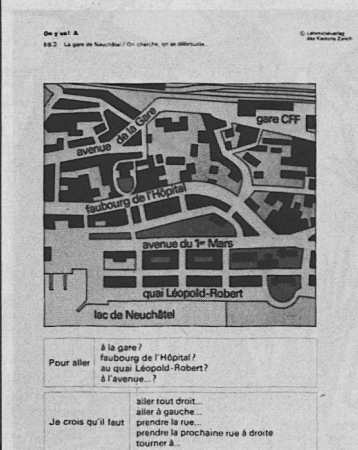 On y va! A
© Lehrmittelverlag
des Kantons Zürich
5B.2 La gare de Neuchâtel / On cherche, on se débrouille...
gare CFF
avenue de la Gare
faubourg de l'Hôpital
avenue du 1er Mars
quai Léopold-Robert
lac de Neuchâtel
Pour aller
à la gare?
faubourg de l'Hôpital?
au quai Léopold-Robert?
à l'avenue...?
Je crois qu'il faut
aller tout droit...
aller à gauche...
prendre la rue...
prendre la prochaine rue à droite
tourner à...